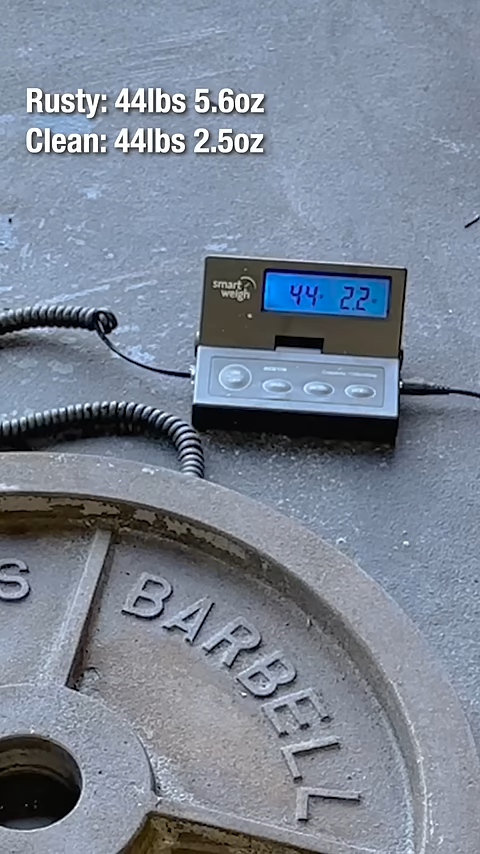 Rusty: 44lbs 5.6oz
Clean: 44lbs 2.5oz
smart
weigh
44 2.2
S
BARBELL